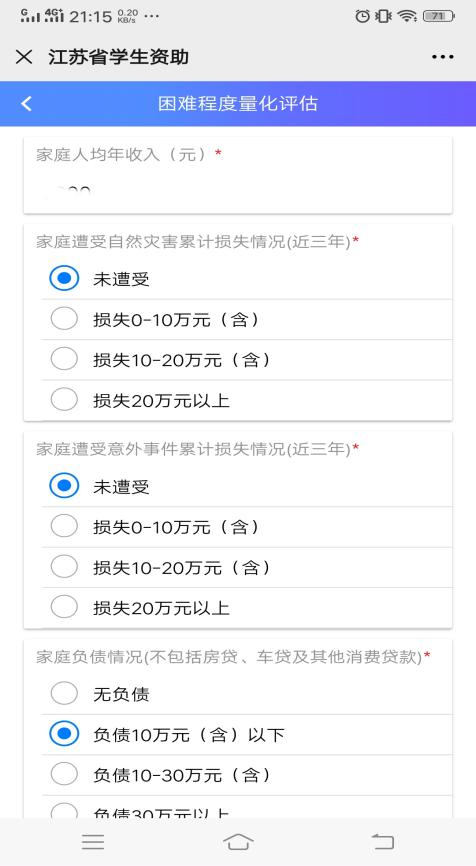 G 4G+ 21:15 0.20 KB/s ... 71
江苏省学生资助
困难程度量化评估
家庭人均年收入（元）*
家庭遭受自然灾害累计损失情况(近三年)*
未遭受
损失0-10万元（含）
损失10-20万元（含）
损失20万元以上
家庭遭受意外事件累计损失情况(近三年)*
未遭受
损失0-10万元（含）
损失10-20万元（含）
损失20万元以上
家庭负债情况(不包括房贷、车贷及其他消费贷款)*
无负债
负债10万元（含）以下
负债10-30万元（含）
负债30万元以上